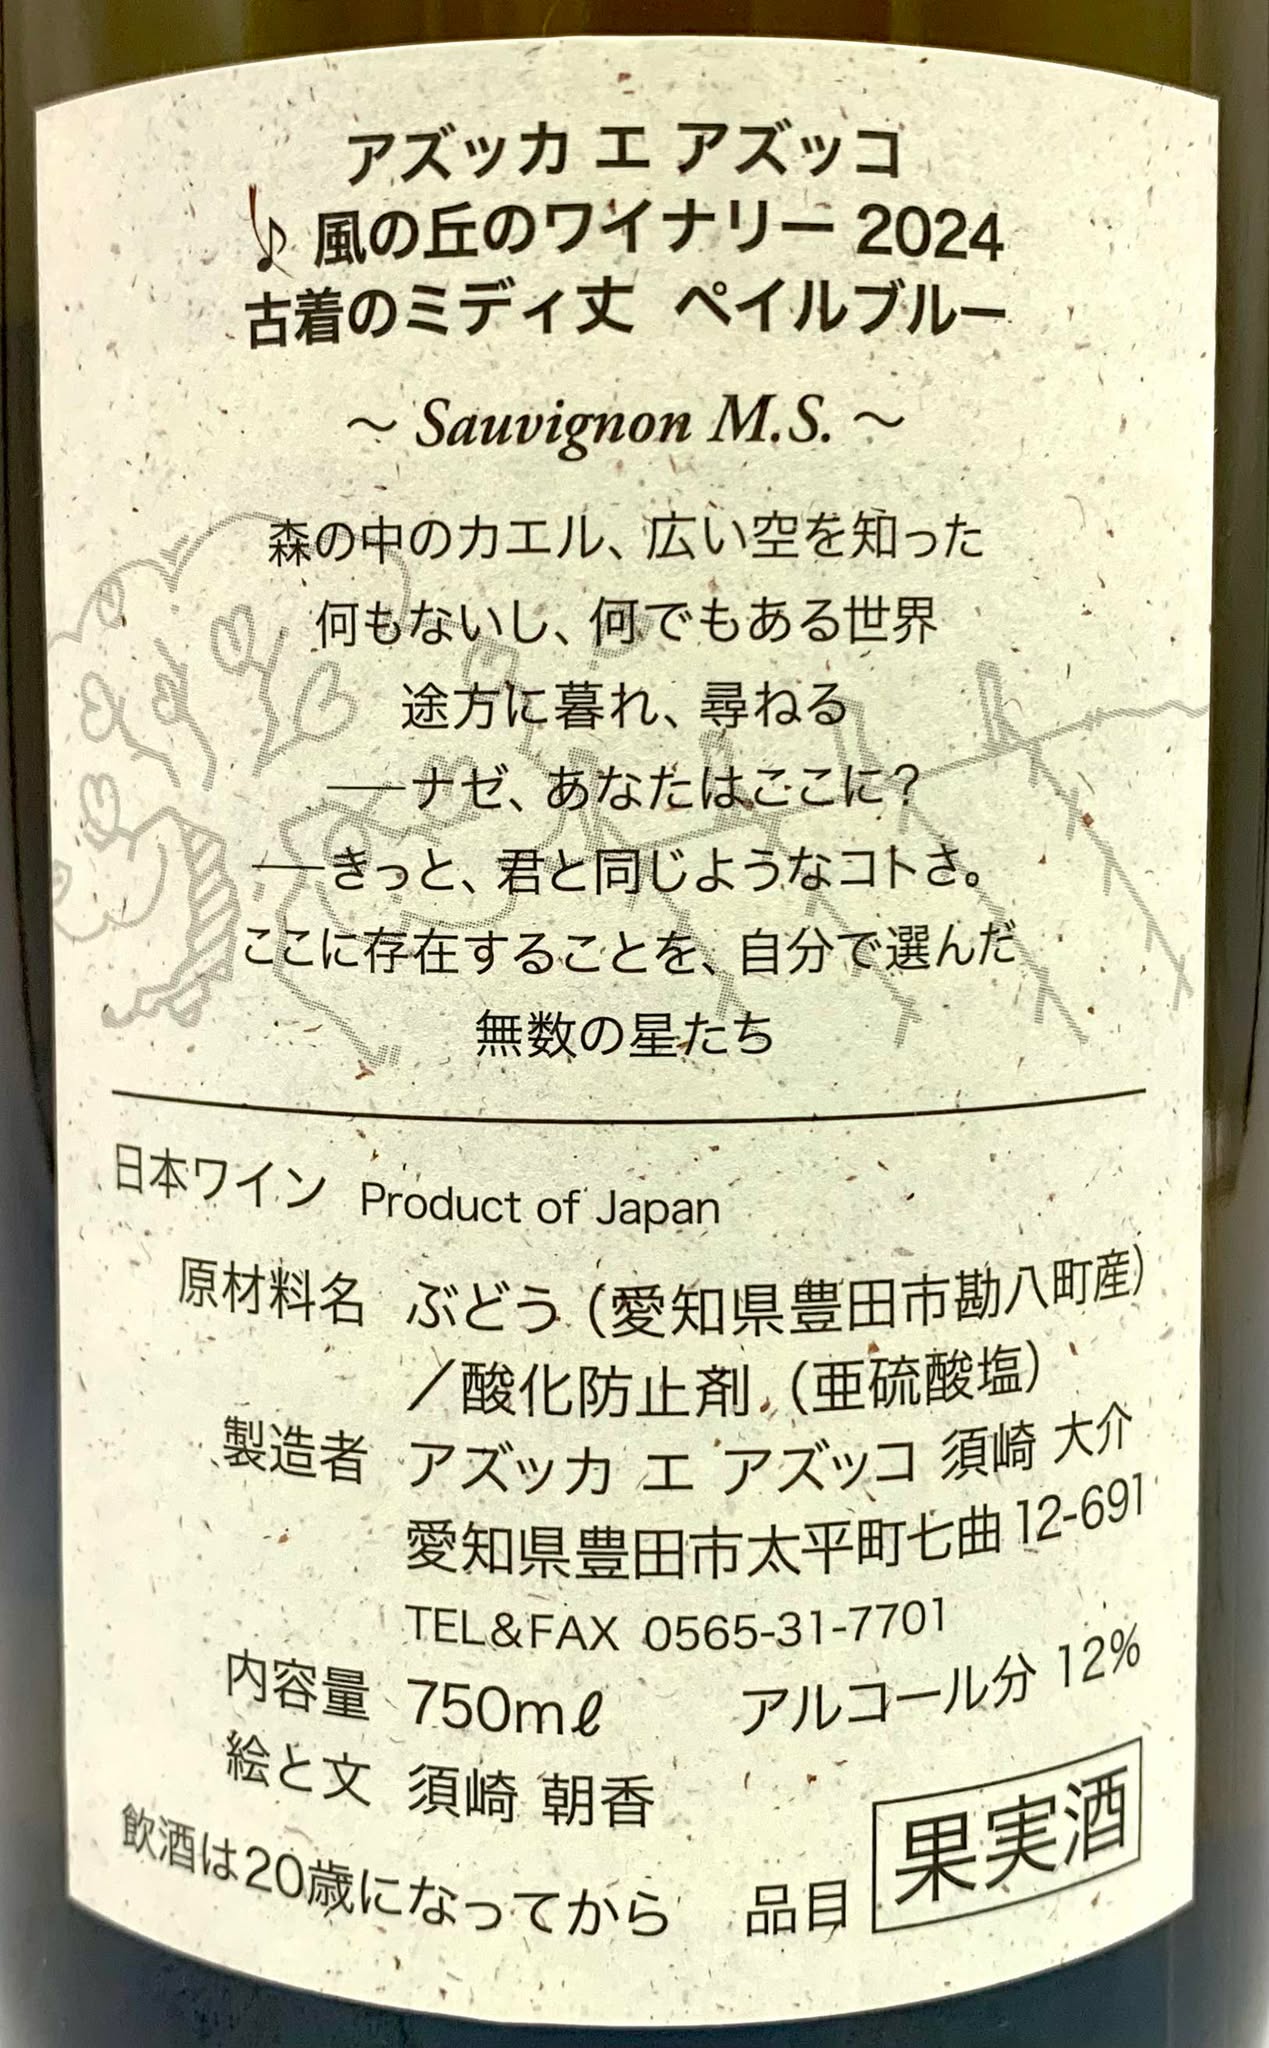 アズッカ エ アズッコ
♪ 風の丘のワイナリー 2024
古着のミディ丈 ペイルブルー
～ Sauvignon M.S. ～
森の中のカエル、広い空を知った
何もないし、何でもある世界
途方に暮れ、尋ねる
──ナゼ、あなたはここに？
──きっと、君と同じようなコトさ。
ここに存在することを、自分で選んだ
無数の星たち
日本ワイン Product of Japan
原材料名 ぶどう（愛知県豊田市勘八町産）
／酸化防止剤（亜硫酸塩）
製造者 アズッカ エ アズッコ 須崎 大介
愛知県豊田市太平町七曲12-691
TEL&FAX 0565-31-7701
内容量 750mℓ アルコール分 12%
絵と文 須崎 朝香
飲酒は20歳になってから 品目 果実酒